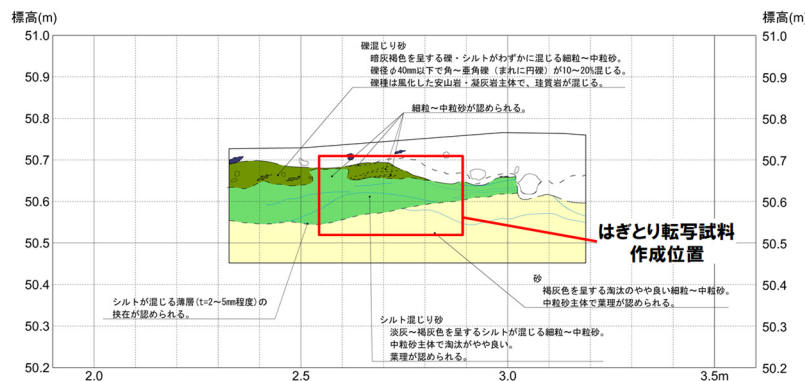 標高(m)
標高(m)
51.0
50.9
50.8
50.7
50.6
50.5
50.4
50.3
50.2
51.0
50.9
50.8
50.7
50.6
50.5
50.4
50.3
50.2
礫混じり砂
暗灰褐色を呈する礫・シルトがわずかに混じる細粒～中粒砂。
礫径φ40mm以下で角～亜角礫（まれに円礫）が10～20%混じる。
礫種は風化した安山岩・凝灰岩主体で、珪質岩が混じる。
細粒～中粒砂が認められる。
はぎとり転写試料
作成位置
砂
褐灰色を呈する淘汰のやや良い細粒～中粒砂。
中粒砂主体で葉理が認められる。
シルトが混じる薄層(t=2～5mm程度)の
挟在が認められる。
シルト混じり砂
淡灰～褐灰色を呈するシルトが混じる細粒～中粒砂。
中粒砂主体で淘汰がやや良い。
葉理が認められる。
2.0
2.5
3.0
3.5m